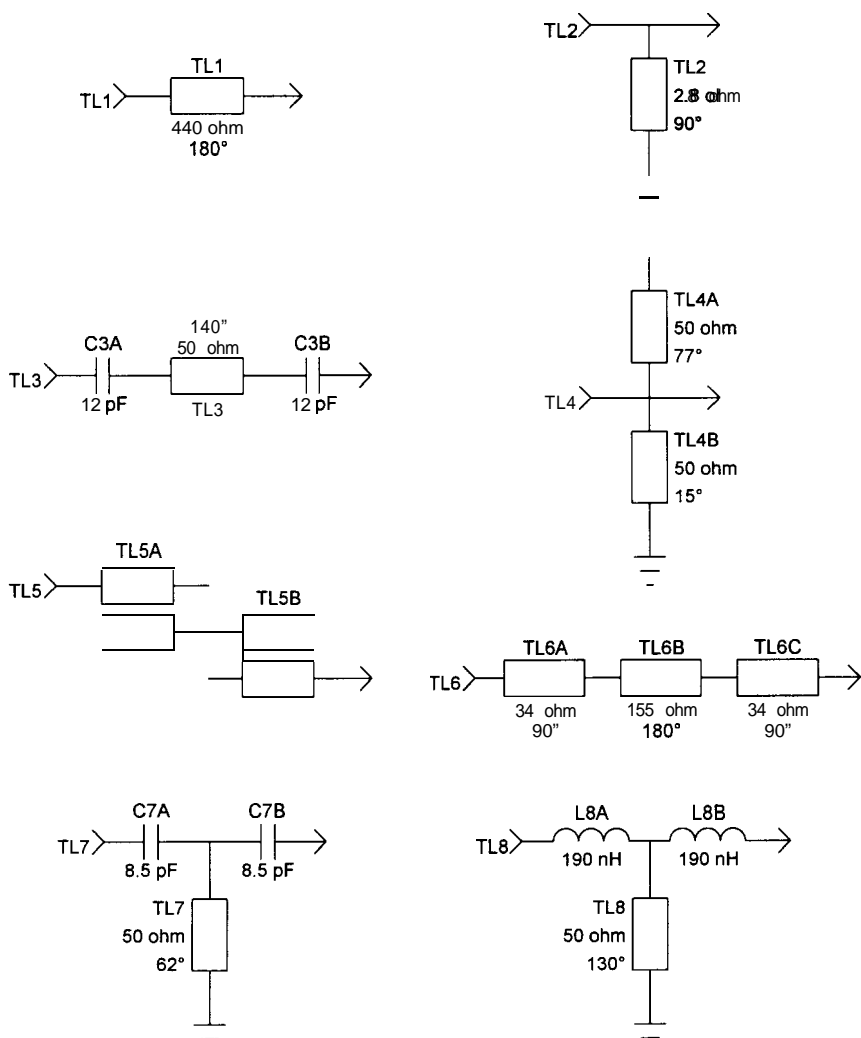 TL1
TL1
440 ohm
180°
TL2
TL2
2.8 ohm
90°
C3A
140"
50 ohm
C3B
TL3
12 pF
TL3
12 pF
TL4A
50 ohm
77°
TL4
TL4B
50 ohm
15°
TL5A
TL5
TL5B
TL6A
TL6B
TL6C
TL6
34 ohm
155 ohm
34 ohm
90"
180°
90"
C7A
C7B
TL7
8.5 pF
8.5 pF
TL7
50 ohm
62°
L8A
L8B
TL8
190 nH
190 nH
TL8
50 ohm
130°